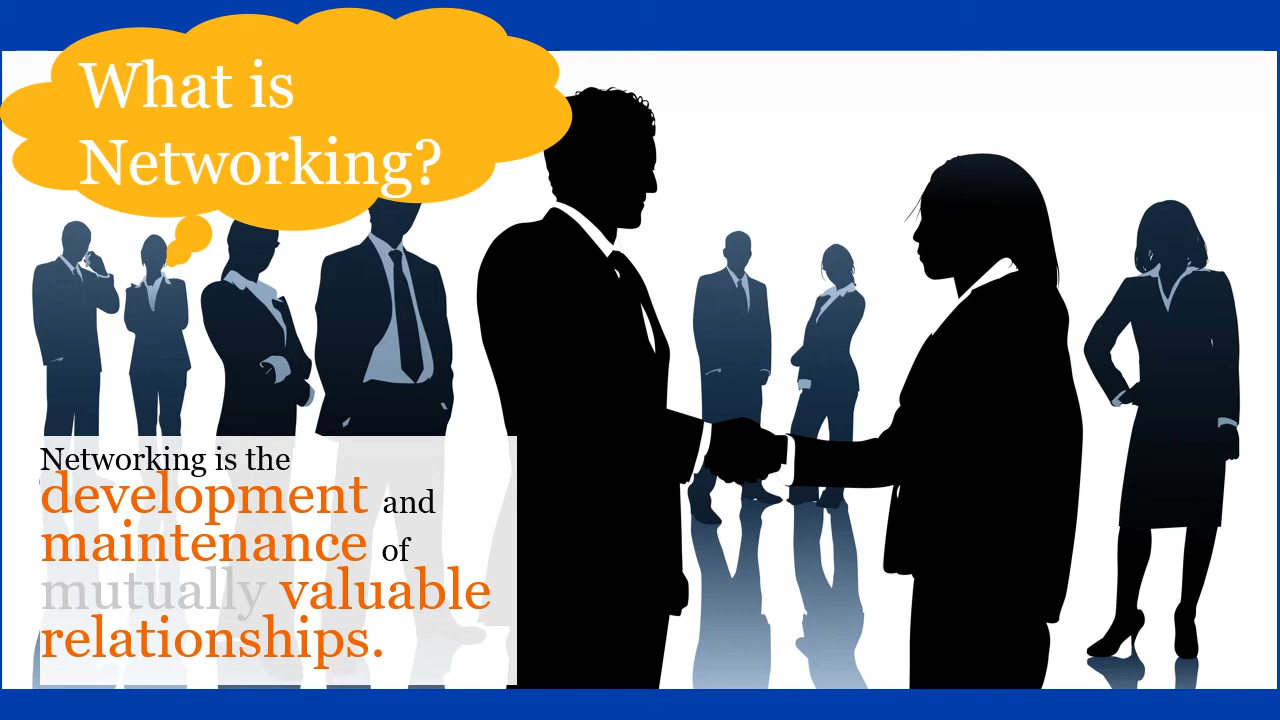 What is
Networking?
Networking is the
development and
maintenance of
mutually valuable
relationships.